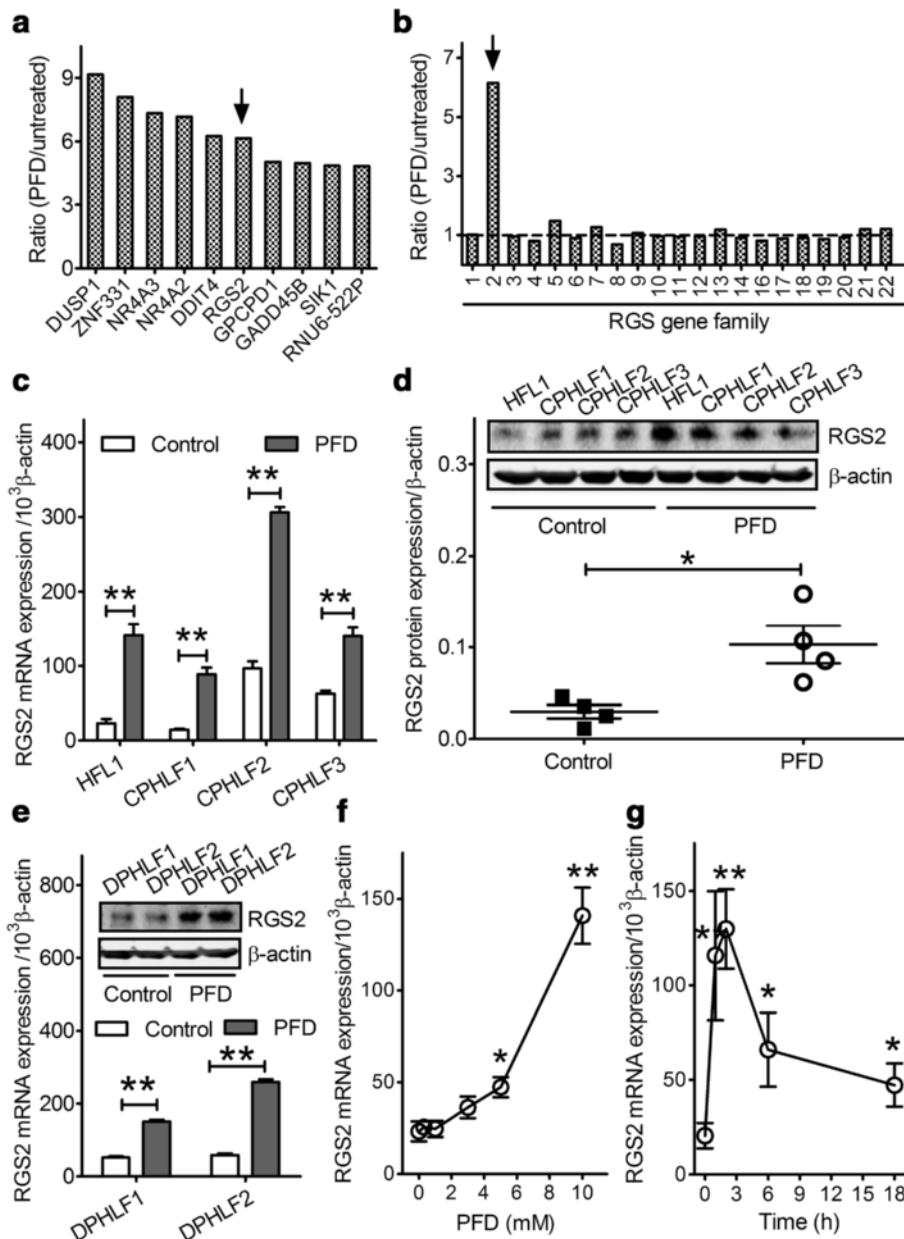 a
Ratio (PFD/untreated)
9
6
3
0
DUSP1
ZNF331
NR4A3
NR4A2
DDIT4
RGS2
GPCPD1
GADD45B
SIK1
RNU6-522P
b
Ratio (PFD/untreated)
7
6
1
1 2 3 4 5 6 7 8 9 10 11 12 13 14 16 17 18 19 20 21 22
RGS gene family
c
Control PFD
RGS2 mRNA expression /10³β-actin
400
300
200
100
0
** ** ** **
HFL1
CPHLF1
CPHLF2
CPHLF3
d
HFL1 CPHLF1 CPHLF2 CPHLF3 HFL1 CPHLF1 CPHLF2 CPHLF3
RGS2
β-actin
Control PFD
RGS2 protein expression/β-actin
0.3
0.2
0.1
0.0
*
Control PFD
e
DPHLF1 DPHLF2 DPHLF1 DPHLF2
RGS2
β-actin
Control PFD
Control PFD
RGS2 mRNA expression /10³β-actin
800
600
400
200
0
** **
DPHLF1
DPHLF2
f
RGS2 mRNA expression/10³β-actin
150
100
50
0
* **
0 2 4 6 8 10
PFD (mM)
g
RGS2 mRNA expression/10³β-actin
150
100
50
0
* ** * *
0 3 6 9 12 15 18
Time (h)